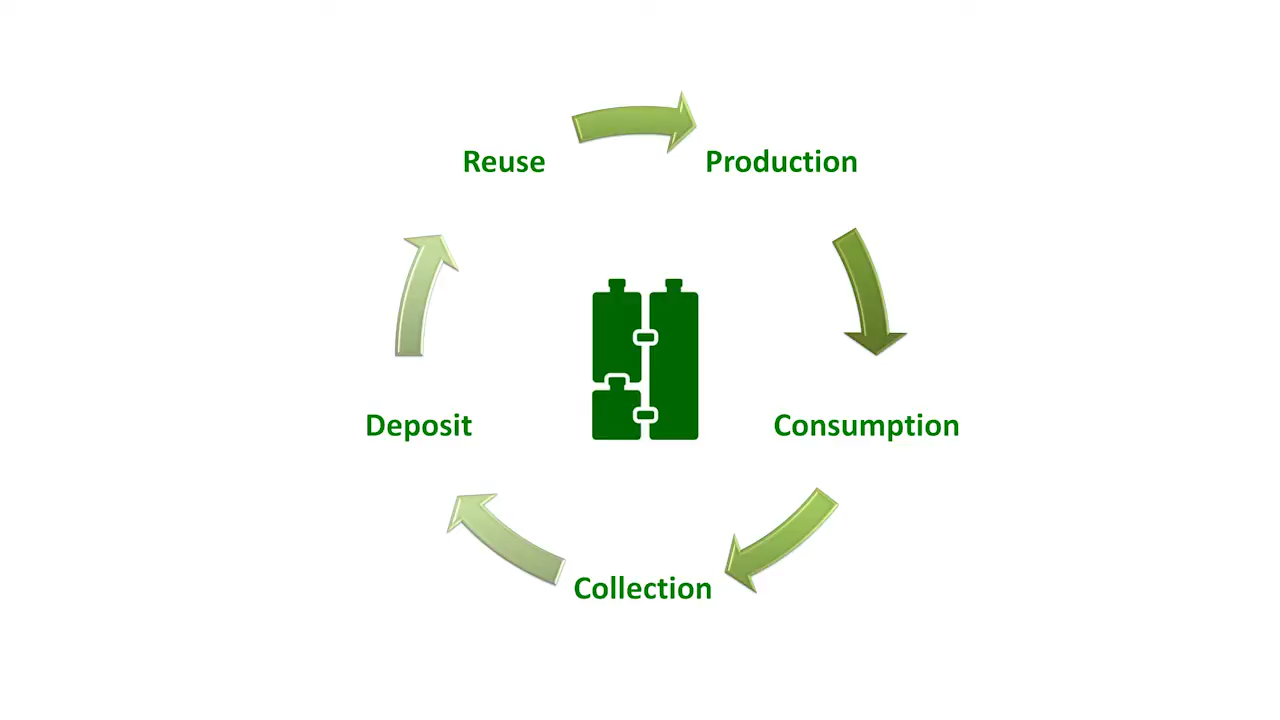 Reuse
Production
Deposit
Consumption
Collection